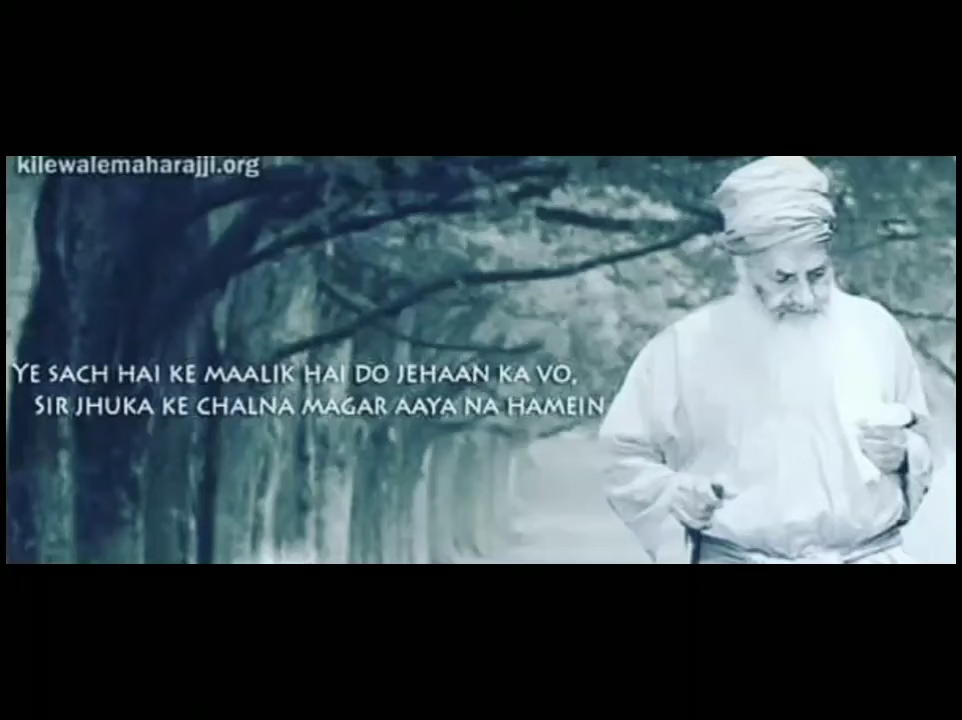 kilewalemaharajji.org
YE SACH HAI KE MAALIK HAI DO JEHAAN KA VO,
SIR JHUKA KE CHALNA MAGAR AAYA NA HAMEIN